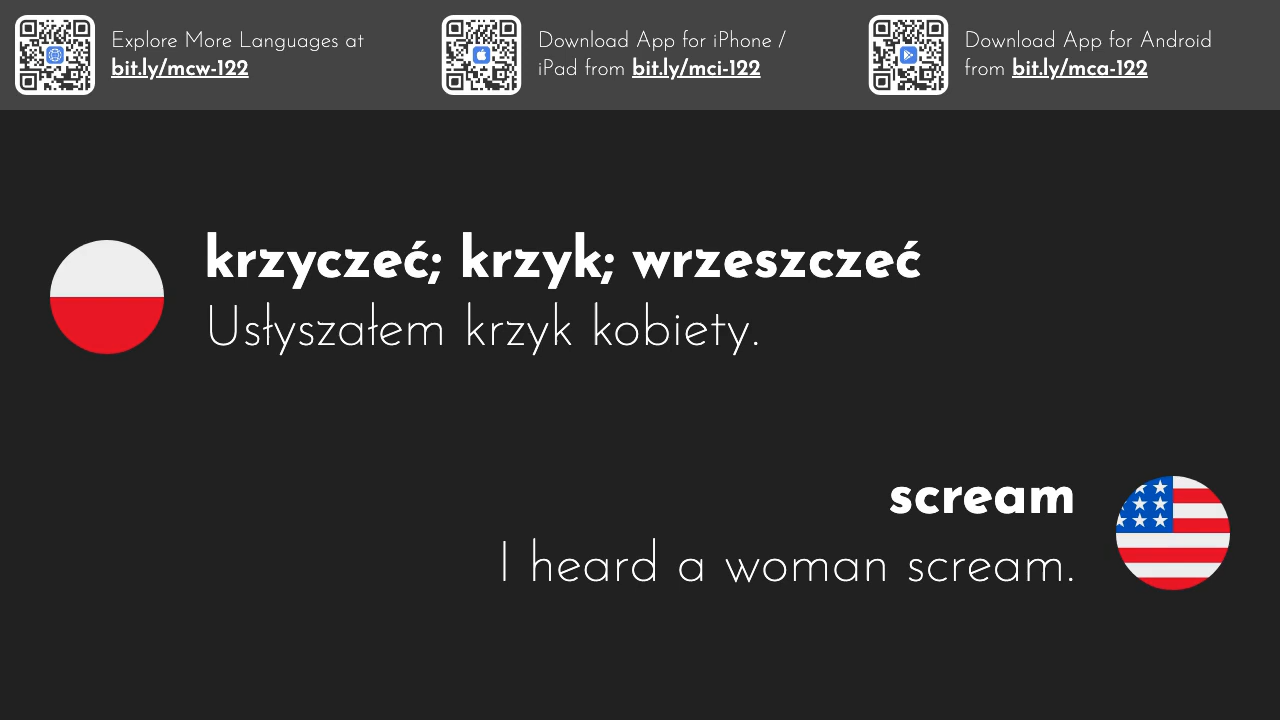 Explore More Languages at
bit.ly/mcw-122
Download App for iPhone /
iPad from bit.ly/mci-122
Download App for Android
from bit.ly/mca-122
krzyczeć; krzyk; wrzeszczeć
Usłyszałem krzyk kobiety.
scream
I heard a woman scream.